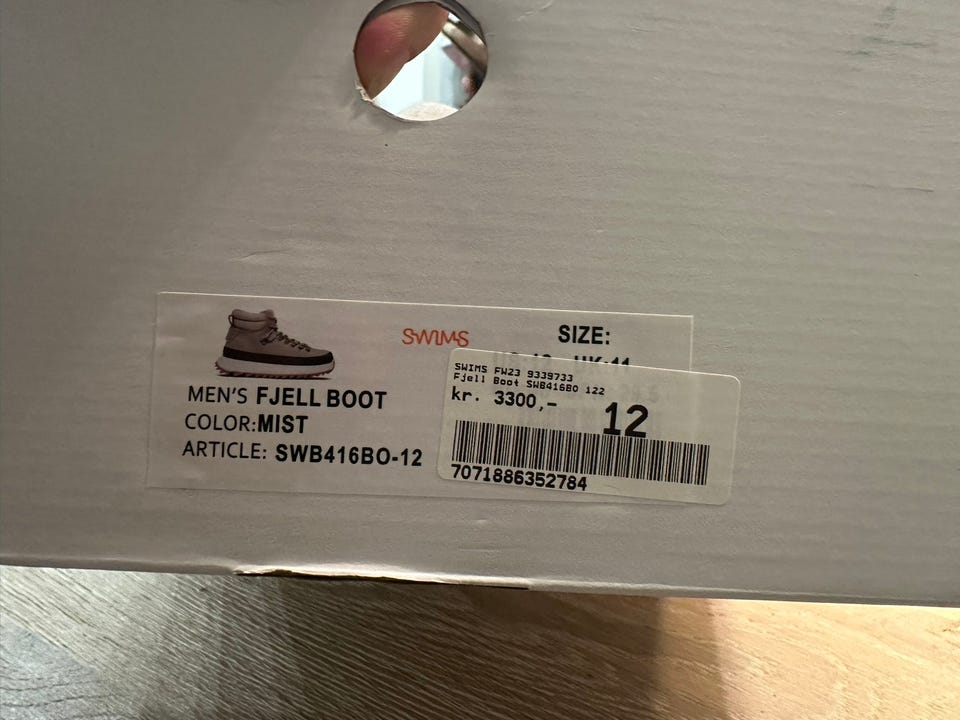 SWIMS
SIZE:
MEN'S FJELL BOOT
COLOR:MIST
ARTICLE: SWB416BO-12
SWIMS FW23 9339733
Fjell Boot SWB416BO 122
kr. 3300,-
12
7071886352784